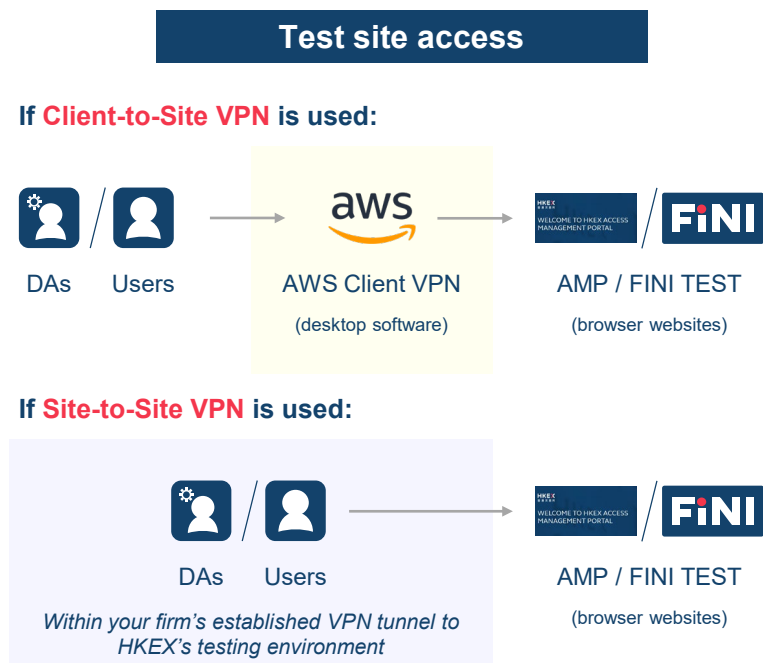 Test site access
If Client-to-Site VPN is used:
aws
HKEX
WELCOME TO HKEX ACCESS
MANAGEMENT PORTAL
FiNI
DAs
Users
AWS Client VPN
AMP / FINI TEST
(desktop software)
(browser websites)
If Site-to-Site VPN is used:
HKEX
WELCOME TO HKEX ACCESS
MANAGEMENT PORTAL
FiNI
DAs
Users
AMP / FINI TEST
Within your firm's established VPN tunnel to
HKEX's testing environment
(browser websites)